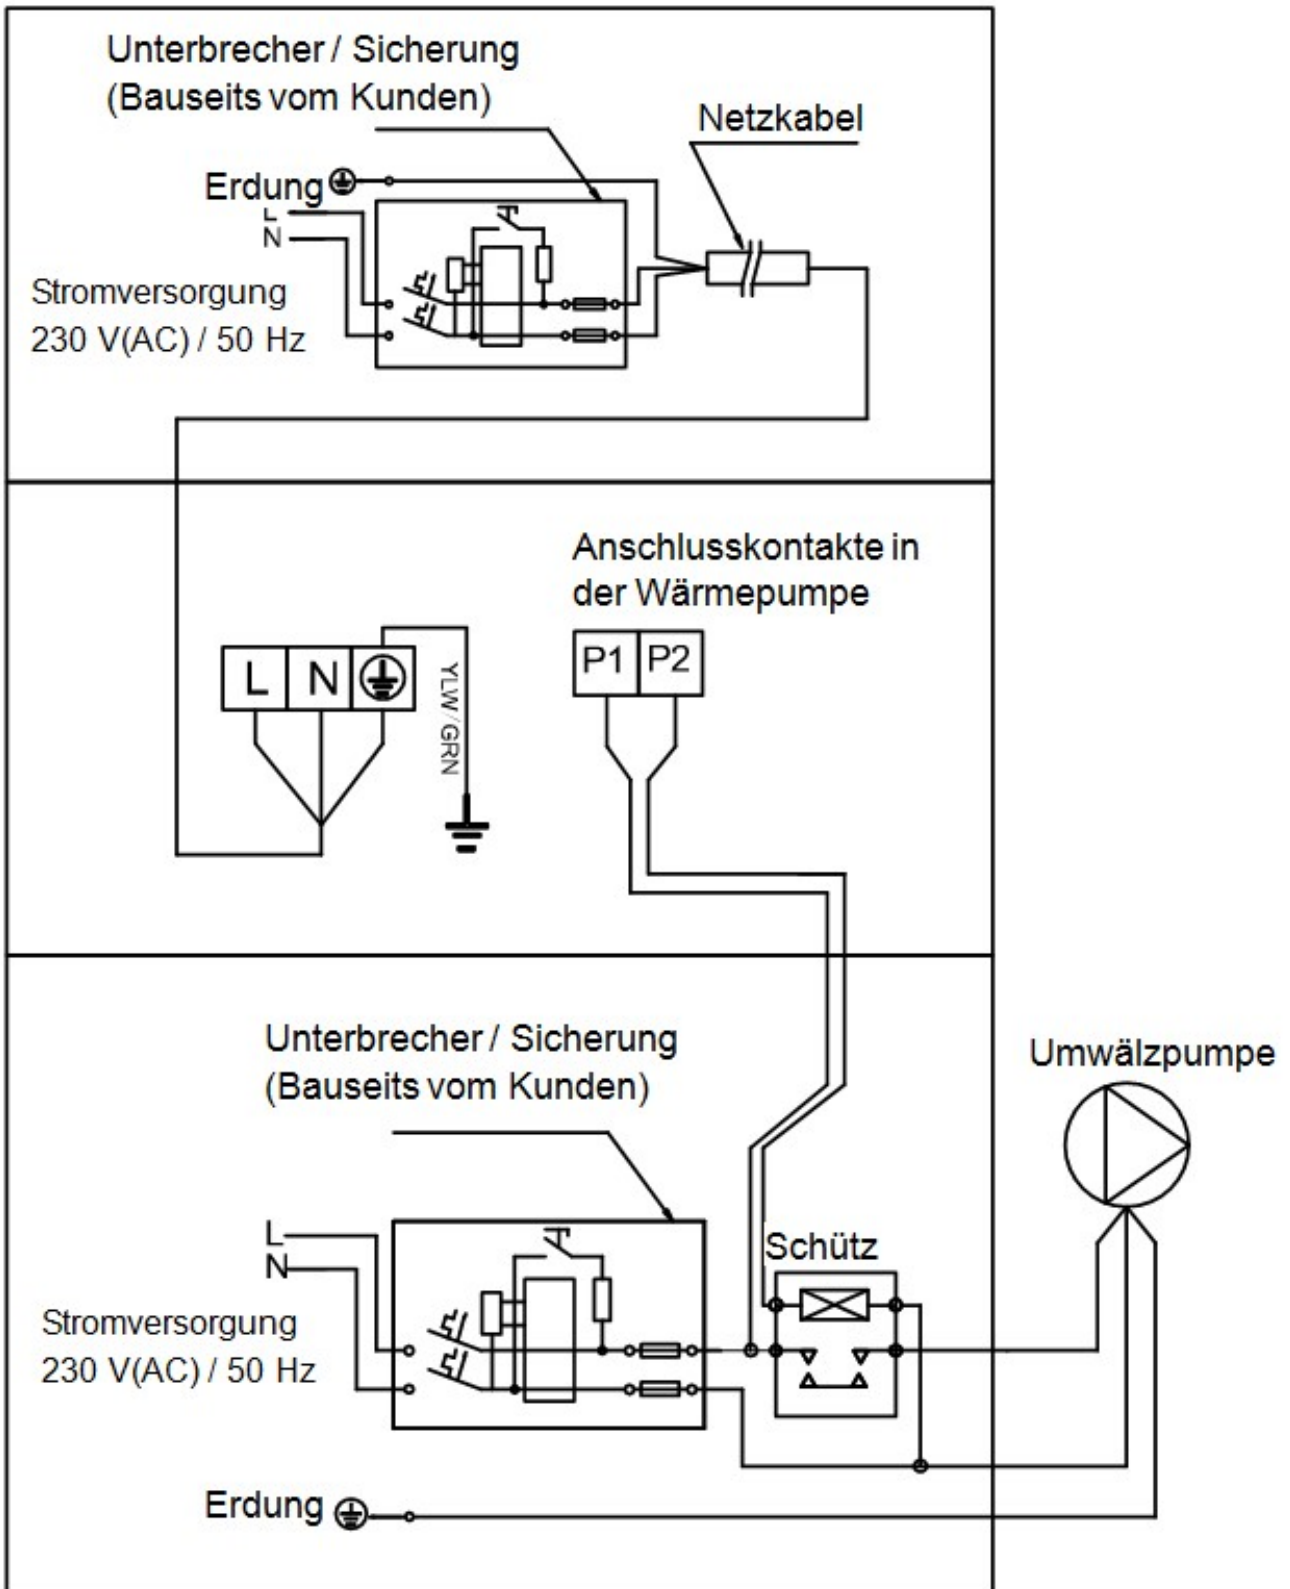 Unterbrecher / Sicherung
(Bauseits vom Kunden)
Netzkabel
Erdung
L
N
Stromversorgung
230 V(AC) / 50 Hz
Anschlusskontakte in
der Wärmepumpe
L N
P1 P2
YLW/GRN
Unterbrecher / Sicherung
(Bauseits vom Kunden)
Umwälzpumpe
L
N
Schütz
Stromversorgung
230 V(AC) / 50 Hz
Erdung